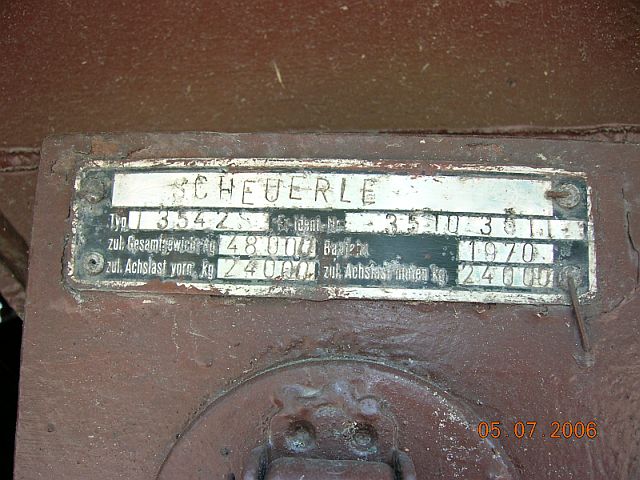 SCHEUERLE
Typ 3542 Fz-Ident-Nr. 3510 3811
zul. Gesamtgewicht kg 48000 Baujahr 1970
zul. Achslast vorn kg 24000 zul. Achslast hinten kg 24000
05.07.2006